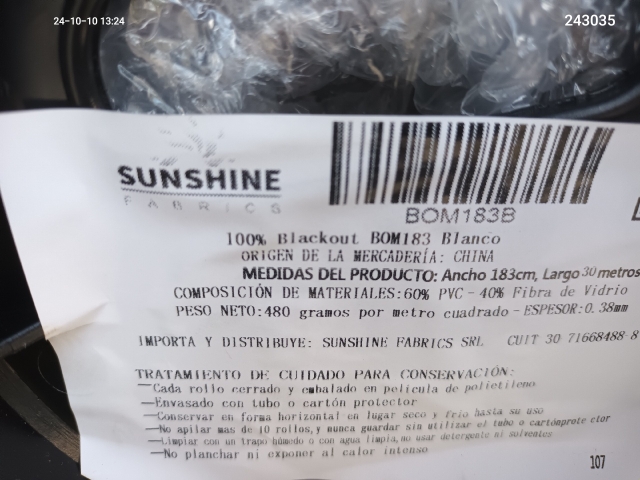 24-10-10 13:24
243035
SUNSHINE
FABRICS
BOM183B
100% Blackout BOM183 Blanco
ORIGEN DE LA MERCADERÍA: CHINA
MEDIDAS DEL PRODUCTO: Ancho 183cm, Largo 30 metros
COMPOSICIÓN DE MATERIALES:60% PVC - 40% Fibra de Vidrio
PESO NETO:480 gramos por metro cuadrado - ESPESOR:0.38mm
IMPORTA Y DISTRIBUYE: SUNSHINE FABRICS SRL CUIT 30 71668488-8
TRATAMIENTO DE CUIDADO PARA CONSERVACIÓN:
—Cada rollo cerrado y embalado en película de polietileno
—Envasado con tubo o cartón protector
—Conservar en forma horizontal en lugar seco y frio hasta su uso
—No apilar mas de 10 rollos, y nunca guardar sin utilizar el tubo o cartónprote ctor
—Limpiar con un trapo húmedo o con agua limpia, no usar detergente ni solventes
—No planchar ni exponer al calor intenso
107